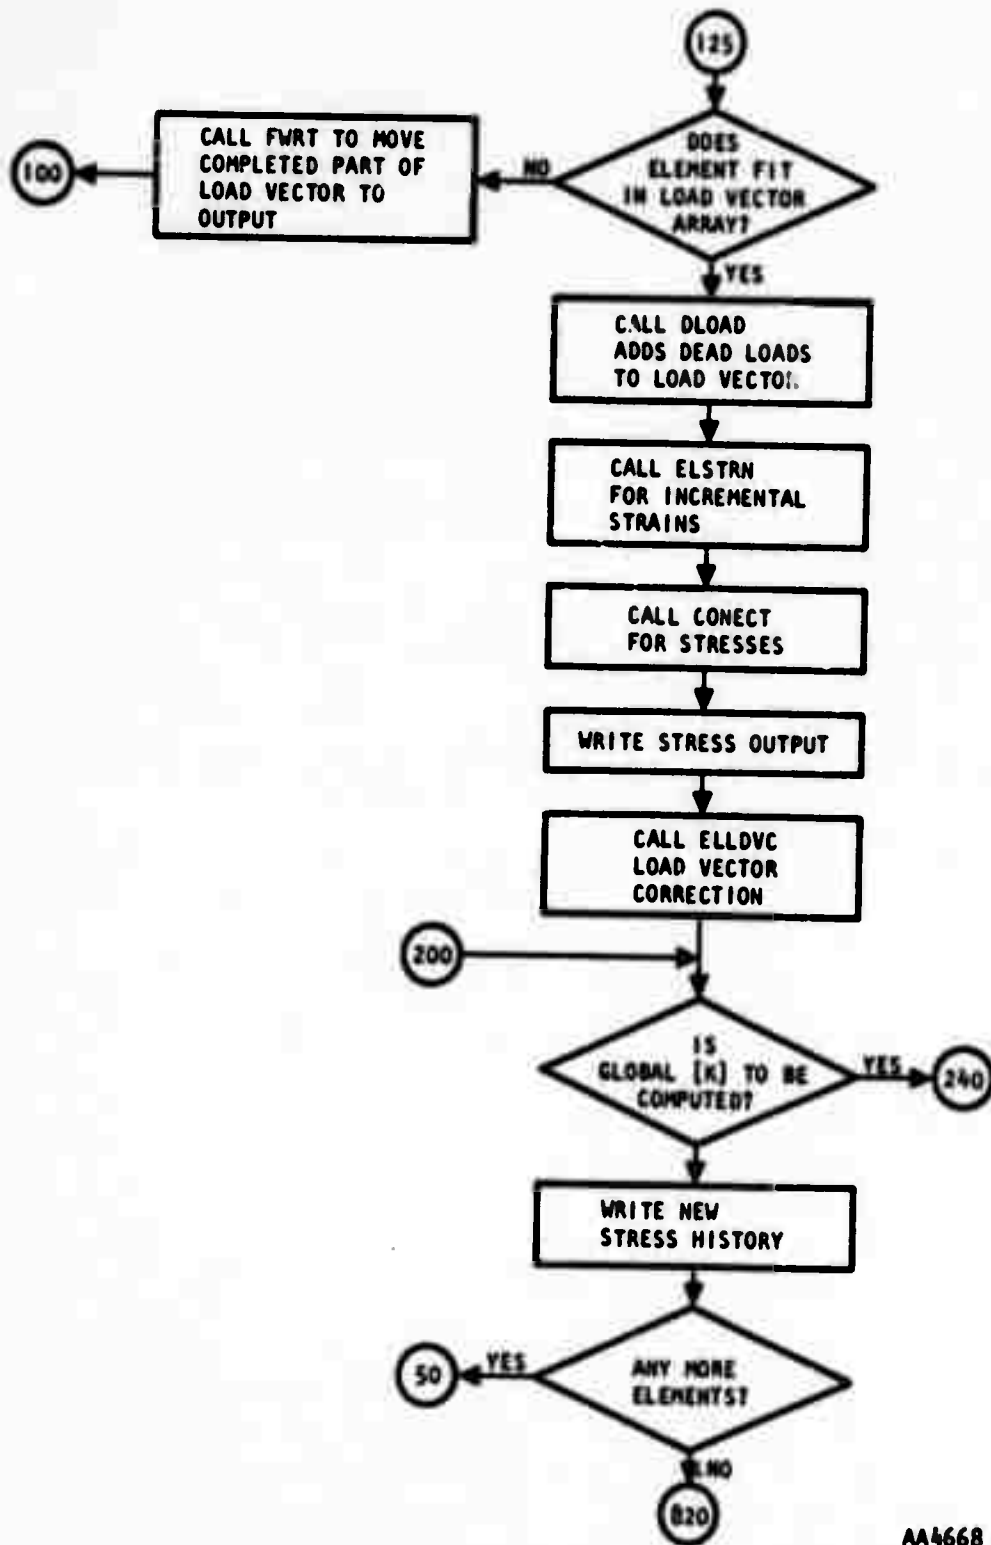 125
DOES
ELEMENT FIT
IN LOAD VECTOR
ARRAY?
NO
CALL FWRT TO MOVE
COMPLETED PART OF
LOAD VECTOR TO
OUTPUT
100
YES
CALL DLOAD
ADDS DEAD LOADS
TO LOAD VECTOR
CALL ELSTRN
FOR INCREMENTAL
STRAINS
CALL CONECT
FOR STRESSES
WRITE STRESS OUTPUT
CALL ELLDVC
LOAD VECTOR
CORRECTION
200
IS
GLOBAL [K] TO BE
COMPUTED?
YES
240
WRITE NEW
STRESS HISTORY
ANY MORE
ELEMENTS?
YES
50
NO
820
AA4668